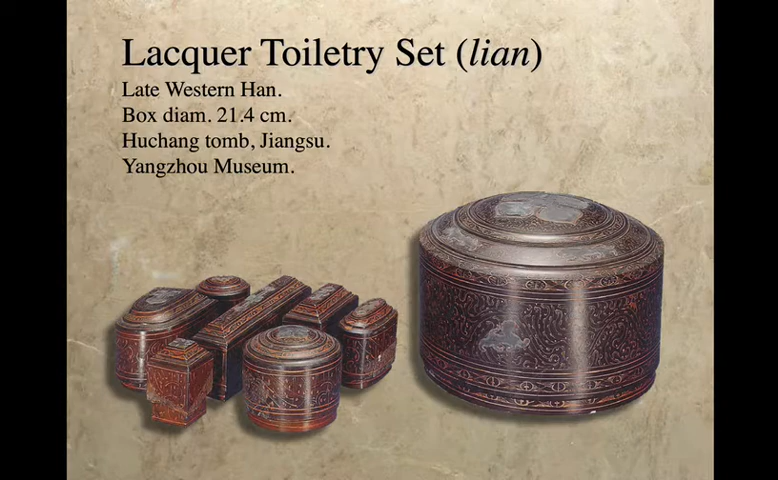 Lacquer Toiletry Set (lian)
Late Western Han.
Box diam. 21.4 cm.
Huchang tomb, Jiangsu.
Yangzhou Museum.